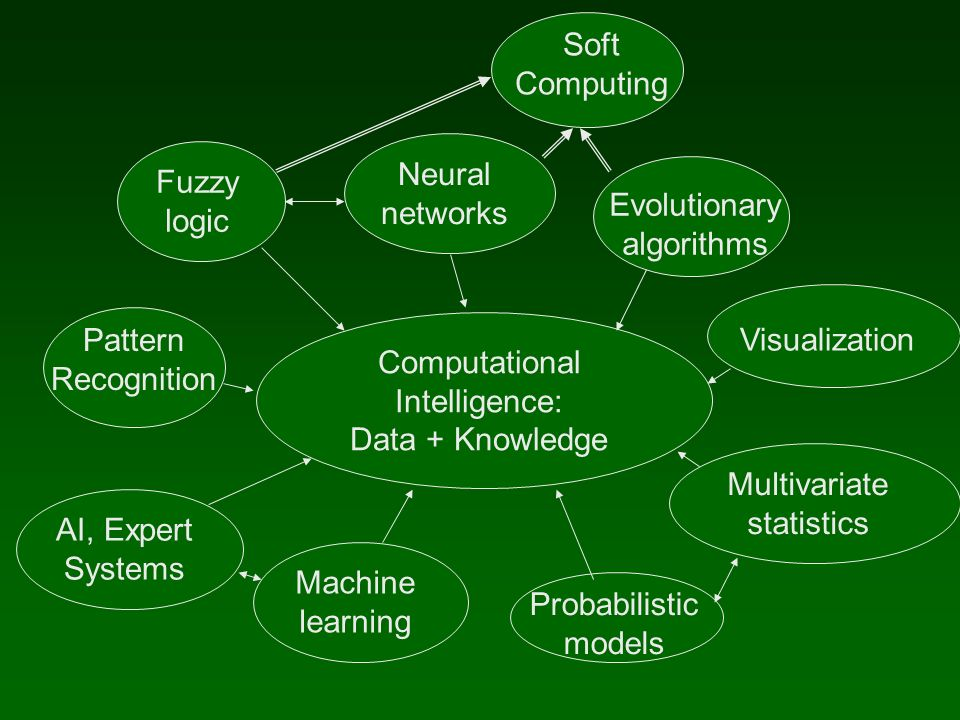 Soft
Computing
Fuzzy
logic
Neural
networks
Evolutionary
algorithms
Pattern
Recognition
Computational
Intelligence:
Data + Knowledge
Visualization
AI, Expert
Systems
Machine
learning
Probabilistic
models
Multivariate
statistics